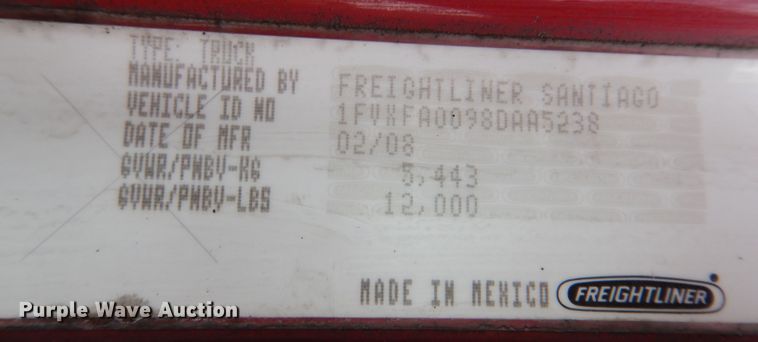 TYPE: TRUCK
MANUFACTURED BY FREIGHTLINER SANTIAGO
VEHICLE ID NO 1FVXFA0098DAA5238
DATE OF MFR 02/08
GVWR/PNBV-KG 5,443
GVWR/PNBV-LBS 12,000
MADE IN MEXICO FREIGHTLINER
Purple Wave Auction